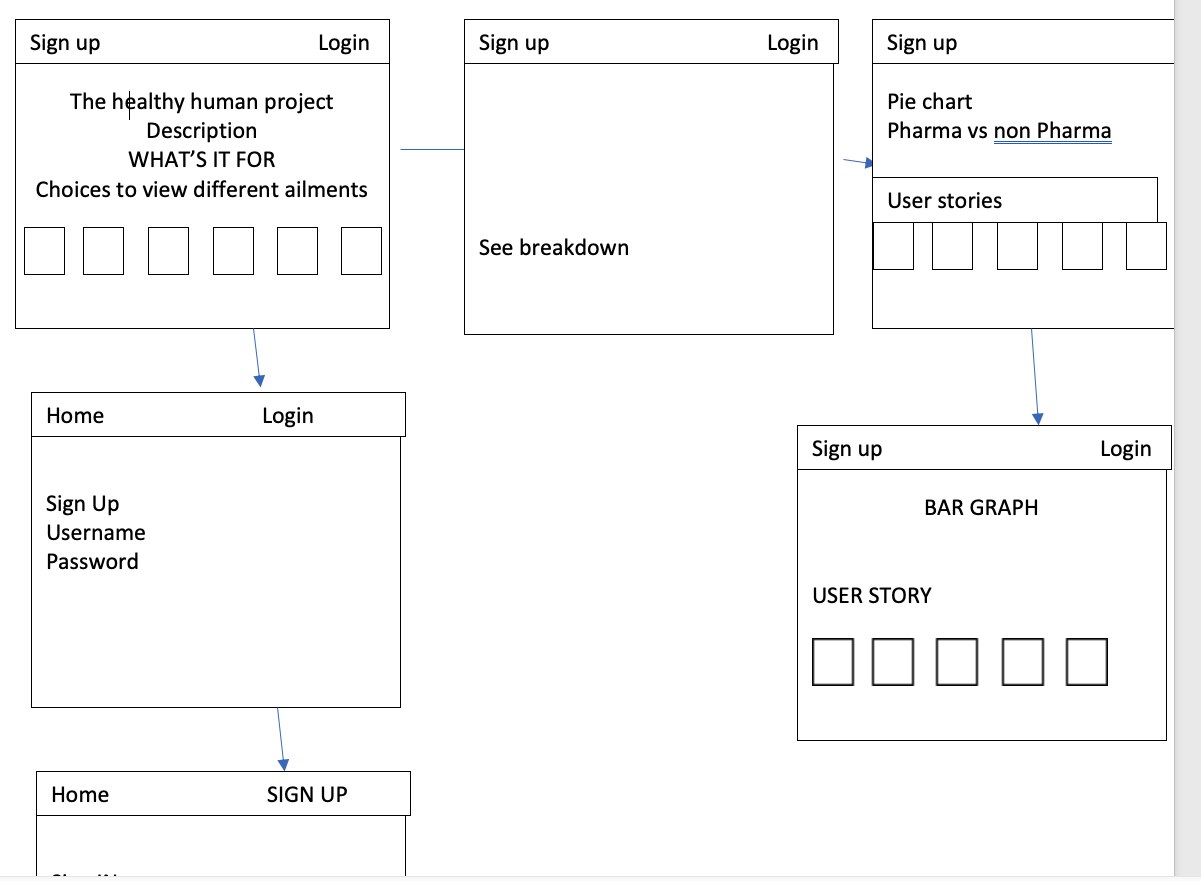 Sign up Login
The healthy human project
Description
WHAT'S IT FOR
Choices to view different ailments
Sign up Login
See breakdown
Sign up
Pie chart
Pharma vs non Pharma
User stories
Home Login
Sign Up
Username
Password
Sign up Login
BAR GRAPH
USER STORY
Home SIGN UP